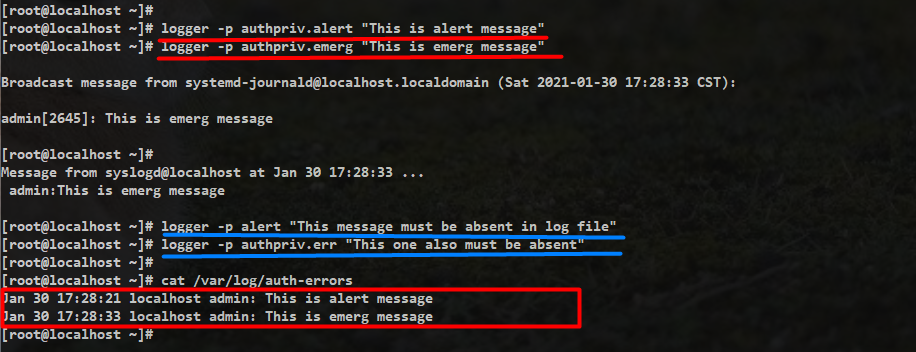 [root@localhost ~]#
[root@localhost ~]# logger -p authpriv.alert "This is alert message"
[root@localhost ~]# logger -p authpriv.emerg "This is emerg message"
Broadcast message from systemd-journald@localhost.localdomain (Sat 2021-01-30 17:28:33 CST):
admin[2645]: This is emerg message
[root@localhost ~]#
Message from syslogd@localhost at Jan 30 17:28:33 ...
admin:This is emerg message
[root@localhost ~]# logger -p alert "This message must be absent in log file"
[root@localhost ~]# logger -p authpriv.err "This one also must be absent"
[root@localhost ~]#
[root@localhost ~]# cat /var/log/auth-errors
Jan 30 17:28:21 localhost admin: This is alert message
Jan 30 17:28:33 localhost admin: This is emerg message
[root@localhost ~]#